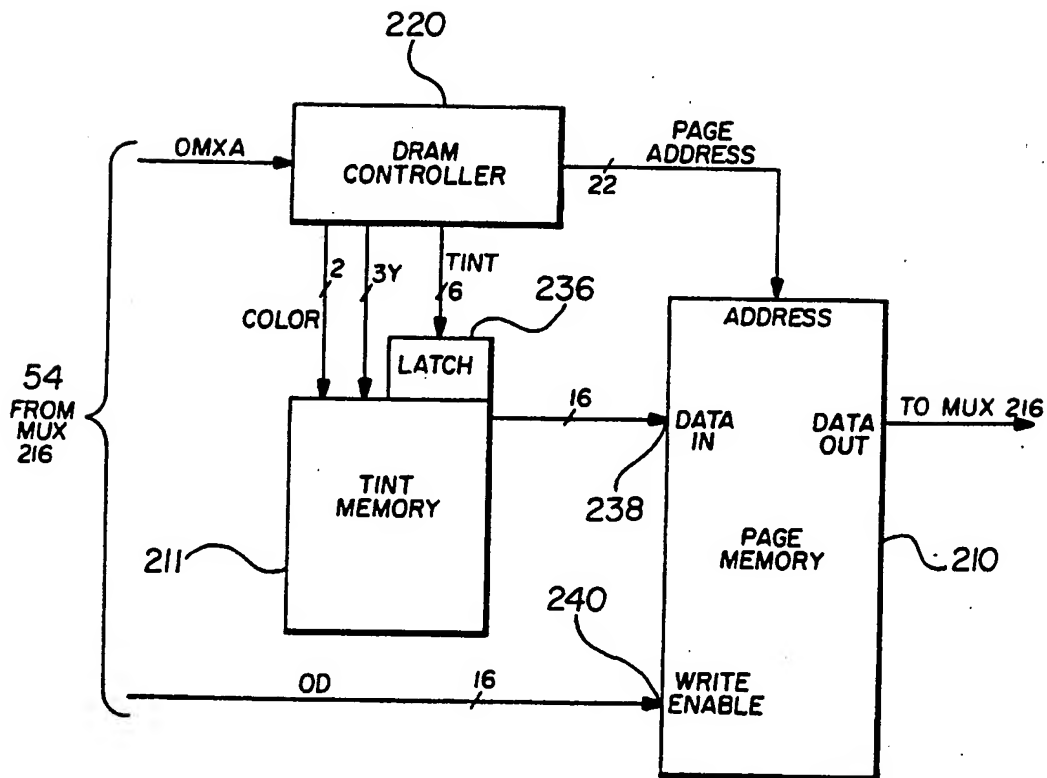 220
OMXA
DRAM
CONTROLLER
PAGE
ADDRESS
22
2
3Y
TINT
6
236
COLOR
LATCH
ADDRESS
54
FROM
MUX
216
16
DATA
IN
DATA
OUT
TO MUX 216
TINT
MEMORY
238
211
PAGE
MEMORY
210
240
OD
16
WRITE
ENABLE